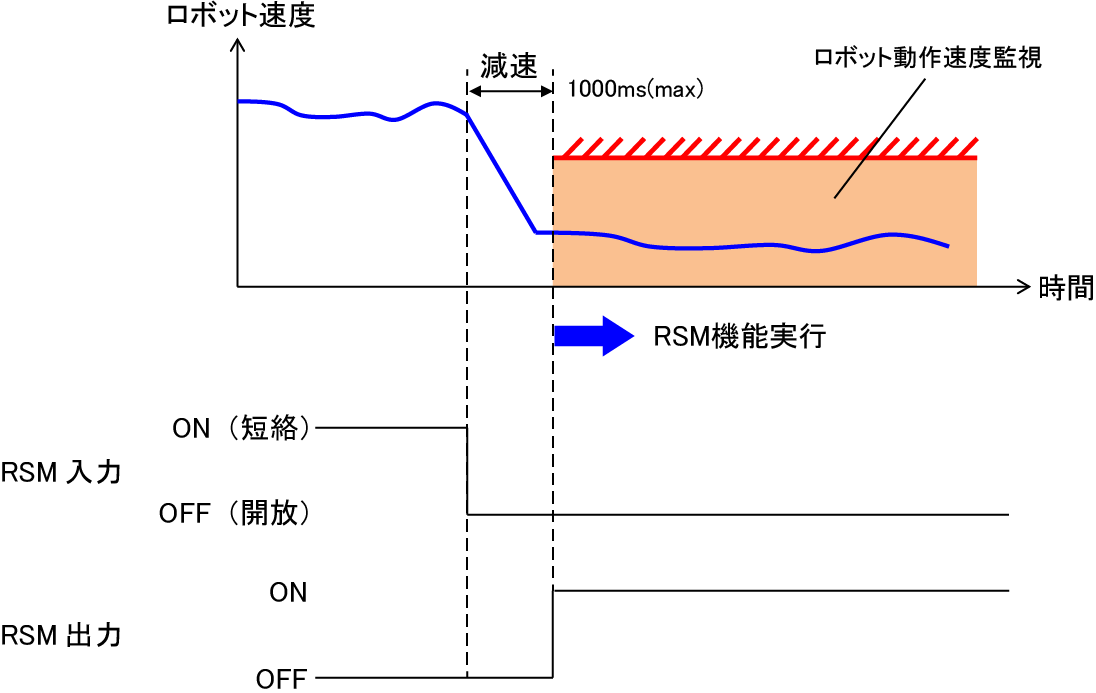 ロボット速度
減速
1000ms(max)
ロボット動作速度監視
時間
RSM機能実行
ON （短絡）
RSM 入力
OFF （開放）
ON
RSM 出力
OFF